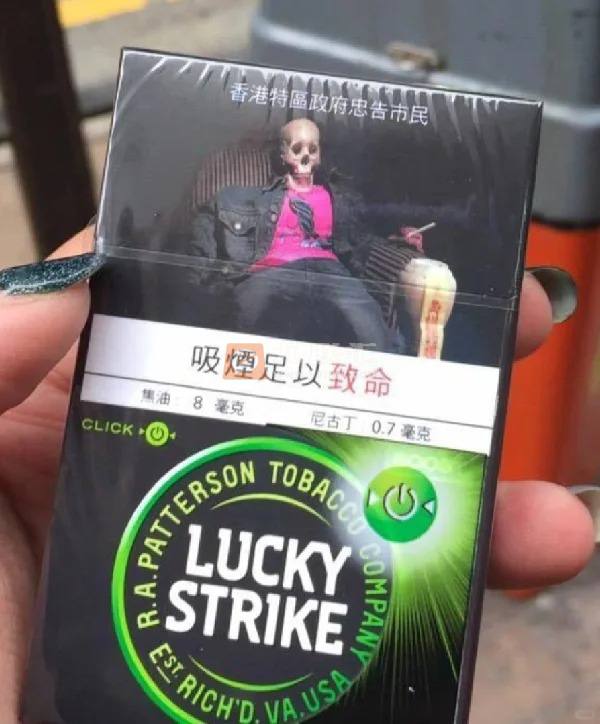 香港特區政府忠告市民
吸煙足以致命
焦油: 8 毫克
尼古丁 0.7 毫克
CLICK
R.A. PATTERSON TOBACCO COMPANY
LUCKY
STRIKE
EST. RICH'D. VA. USA